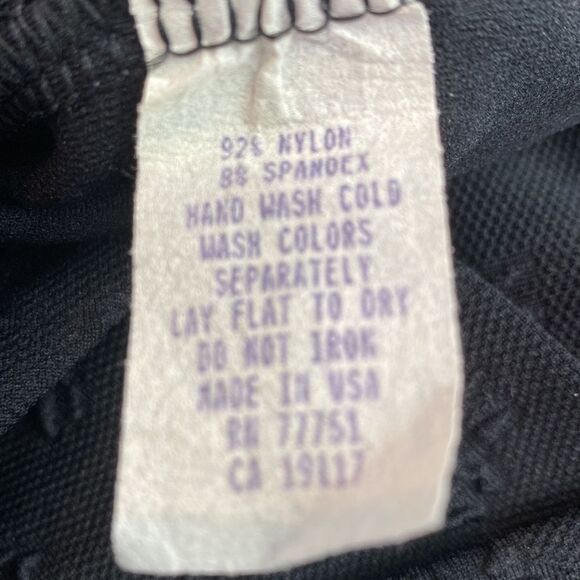 92% NYLON
8% SPANDEX
HAND WASH COLD
WASH COLORS
SEPARATELY
LAY FLAT TO DRY
DO NOT IRON
MADE IN USA
RN 77751
CA 19117